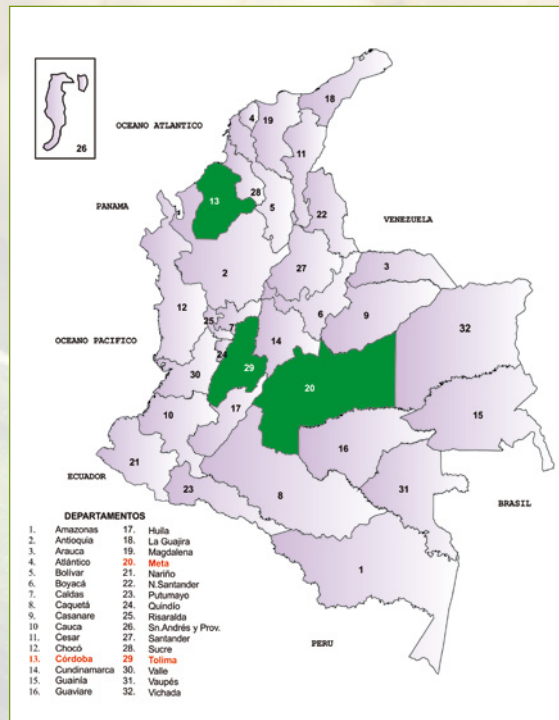 18
4
19
OCEANO ATLANTICO
26
11
28
13
5
PANAMA
22
VENEZUELA
27
2
3
12
6
9
25
7
32
OCEANO PACIFICO
14
24
29
30
20
17
10
15
16
21
31
ECUADOR
23
8
BRASIL
1
PERU
DEPARTAMENTOS
1. Amazonas
2. Antioquia
3. Arauca
4. Atlántico
5. Bolívar
6. Boyacá
7. Caldas
8. Caquetá
9. Casanare
10 Cauca
11. Cesar
12. Chocó
13. Córdoba
14. Cundinamarca
15. Guainía
16. Guaviare
17. Huila
18. La Guajira
19. Magdalena
20. Meta
21. Nariño
22. N.Santander
23. Putumayo
24. Quindío
25. Risaralda
26. Sn.Andrés y Prov.
27. Santander
28. Sucre
29 Tolima
30. Valle
31. Vaupés
32. Vichada